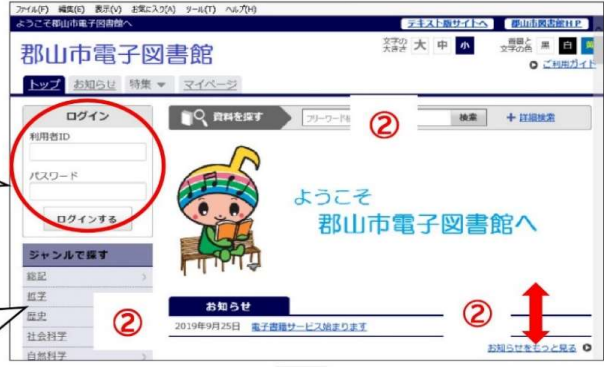 ファイル(F) 編集(E) 表示(V) お気に入り(A) ツール(T) ヘルプ(H)
ようこそ郡山市電子図書館へ テキスト版サイトへ 郡山市図書館HP
郡山市電子図書館
文字の大きさ 大 中 小 背景と文字の色 黒 白
ご利用ガイド
トップ お知らせ 特集 マイページ
ログイン
利用者ID
パスワード
ログインする
資料を探す フリーワード 検索 + 詳細検索
②
ようこそ
郡山市電子図書館へ
ジャンルで探す
総記
哲学
歴史
社会科学
自然科学
②
お知らせ
2019年9月25日 電子書籍サービス始まります
②
お知らせをもっと見る